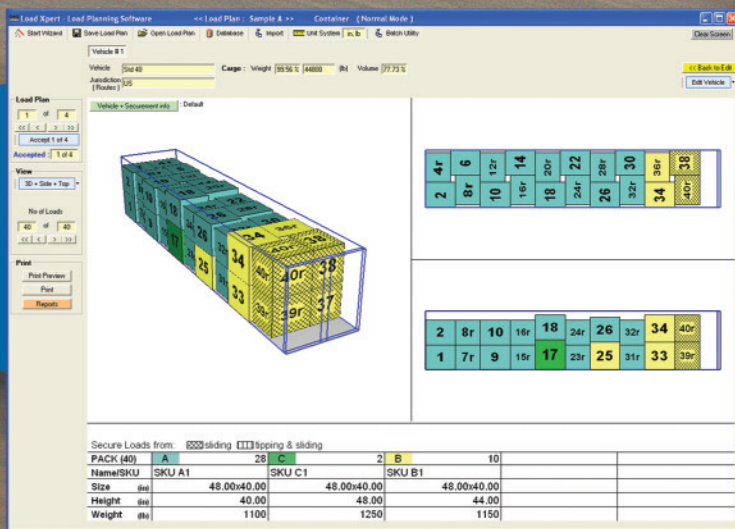 Load Xpert - Load Planning Software << Load Plan : Sample A >> Container ( Normal Mode )
Start Wizard Save Load Plan Open Load Plan Database Import Unit System in, lb Batch Utility Clear Screen
Vehicle # 1
Vehicle Std 40 Cargo : Weight 99.56 % 44800 (lb) Volume 77.73 % << Back to Edit
Jurisdiction US Edit Vehicle
( Routes )
Load Plan
1 of 4
<< < > >>
Accept 1 of 4
Accepted : 1 of 4
View
3D + Side + Top
No of Loads
40 of 40
<< < > >>
Print
Print Preview
Print
Reports
Vehicle + Securement info : Default
4r 6 12r 14 20r 22 28r 30 36r 38
2 8r 10 16r 18 24r 26 32r 34 40r
2 8r 10 16r 18 24r 26 32r 34 40r
1 7r 9 15r 17 23r 25 31r 33 39r
34 36r
38
18 26 34 40r 38
17 25 33 39r 37
Secure Loads from: sliding tipping & sliding
PACK (40) A 28 C 2 B 10
Name/SKU SKU A1 SKU C1 SKU B1
Size (in) 48.00x40.00 48.00x40.00 48.00x40.00
Height (in) 40.00 48.00 44.00
Weight (lb) 1100 1250 1150